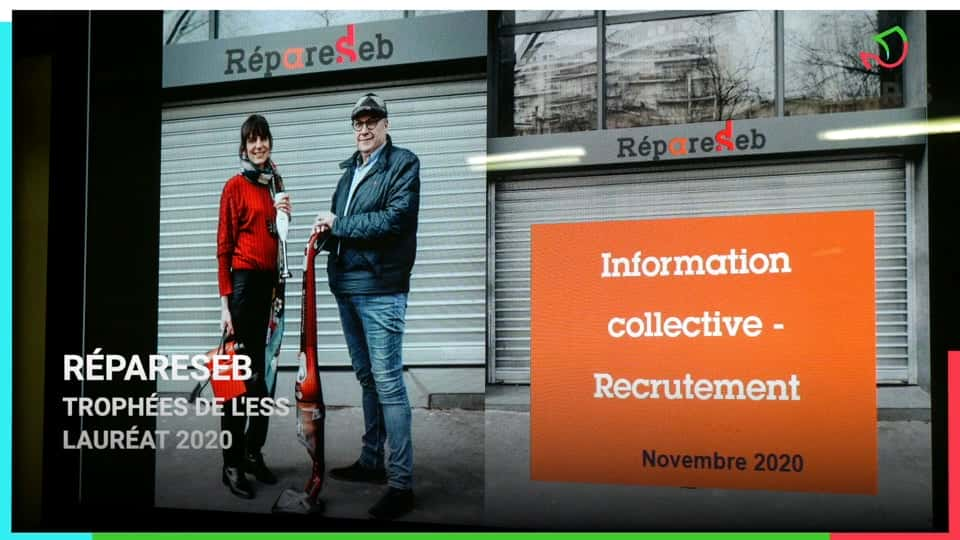 RépareSeb
RépareSeb
Information
collective -
Recrutement
Novembre 2020
RÉPARESEB
TROPHÉES DE L'ESS
LAURÉAT 2020